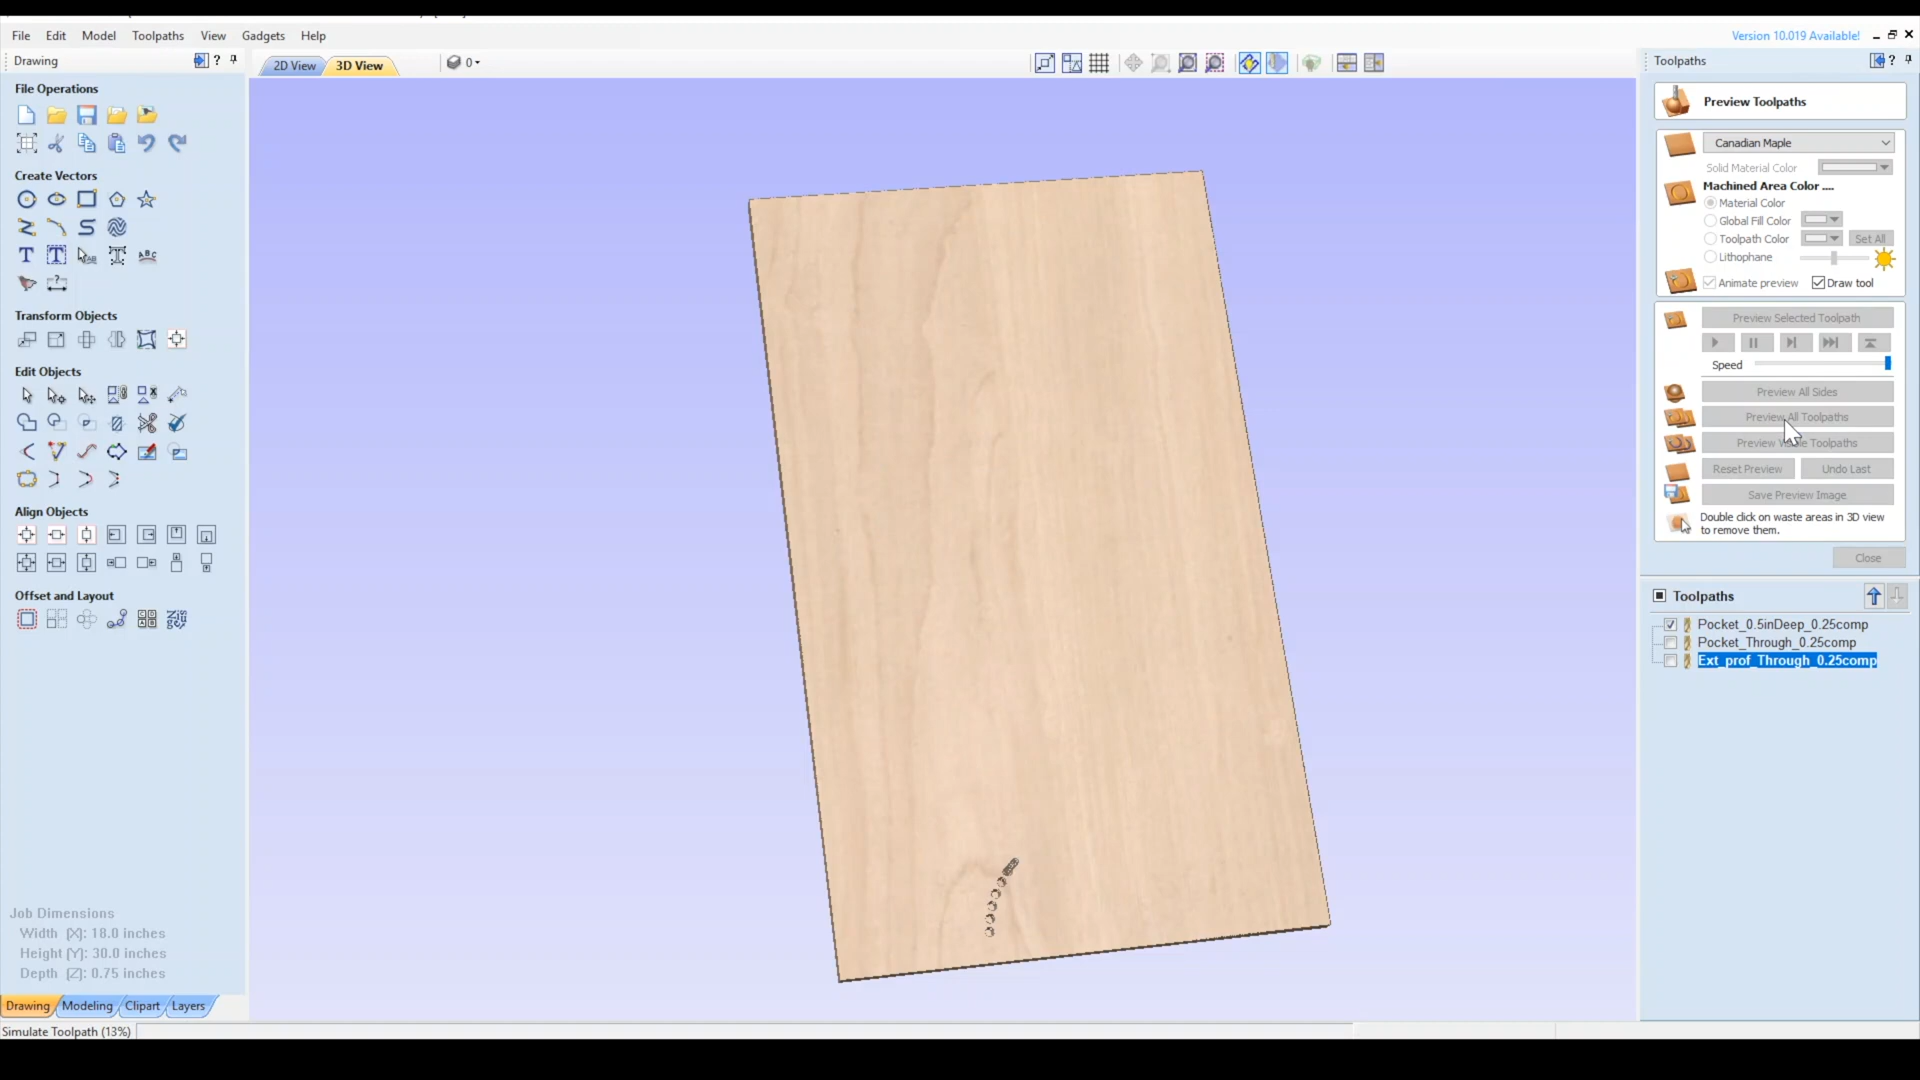 File Edit Model Toolpaths View Gadgets Help
Version 10.019 Available!
Drawing
?
2D View
3D View
0
Toolpaths
?
File Operations
Create Vectors
Transform Objects
Edit Objects
Align Objects
Offset and Layout
Job Dimensions
Width (X): 18.0 inches
Height (Y): 30.0 inches
Depth (Z): 0.75 inches
Drawing Modeling Clipart Layers
Simulate Toolpath (13%)
Preview Toolpaths
Canadian Maple
Solid Material Color
Machined Area Color ....
Material Color
Global Fill Color
Toolpath Color Set All
Lithophane
Animate preview Draw tool
Preview Selected Toolpath
Speed
Preview All Sides
Preview All Toolpaths
Preview Visible Toolpaths
Reset Preview Undo Last
Save Preview Image
Double click on waste areas in 3D view
to remove them.
Close
Toolpaths
Pocket_0.5inDeep_0.25comp
Pocket_Through_0.25comp
Ext_prof_Through_0.25comp